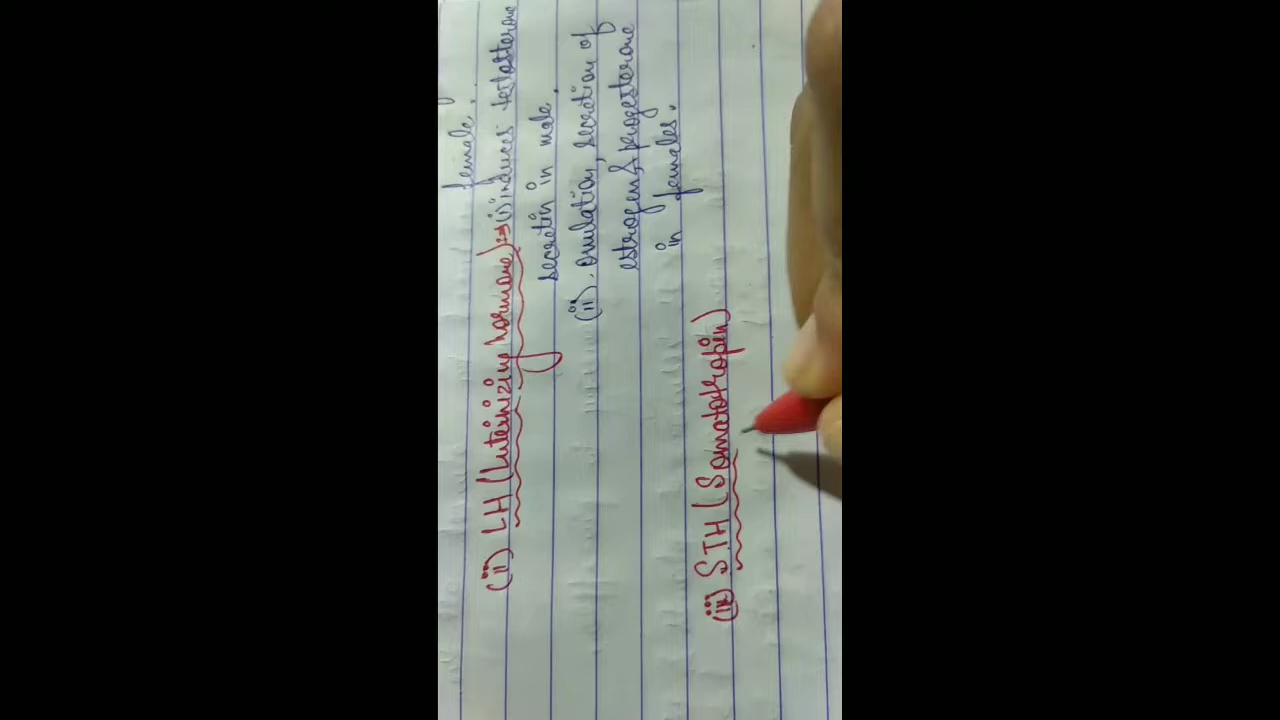 female.
(ii) LH (Luteinizing hormone) ⇒ (i) induces testosterone
secretin in male.
(ii). ovulation, secretion of
estrogen & progesterone
in females.
(iii) STH (Somatotropin)